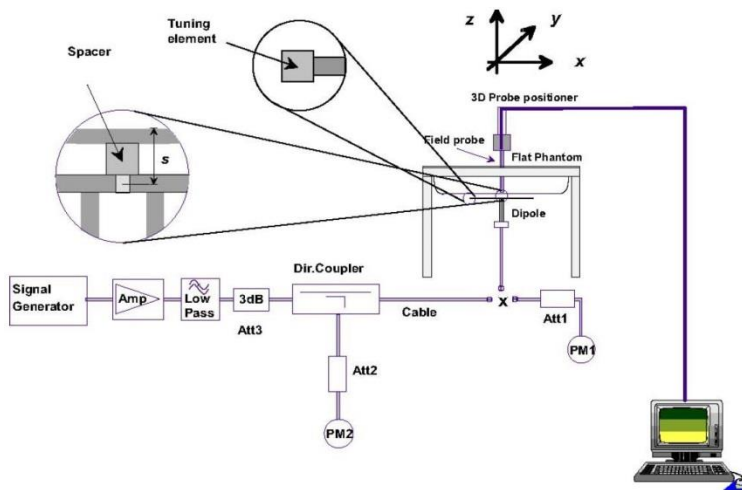 Tuning
element
Spacer
s
z
y
x
3D Probe positioner
Field probe
Flat Phantom
Dipole
Signal
Generator
Amp
Low
Pass
3dB
Att3
Dir.Coupler
Cable
x
Att1
PM1
Att2
PM2